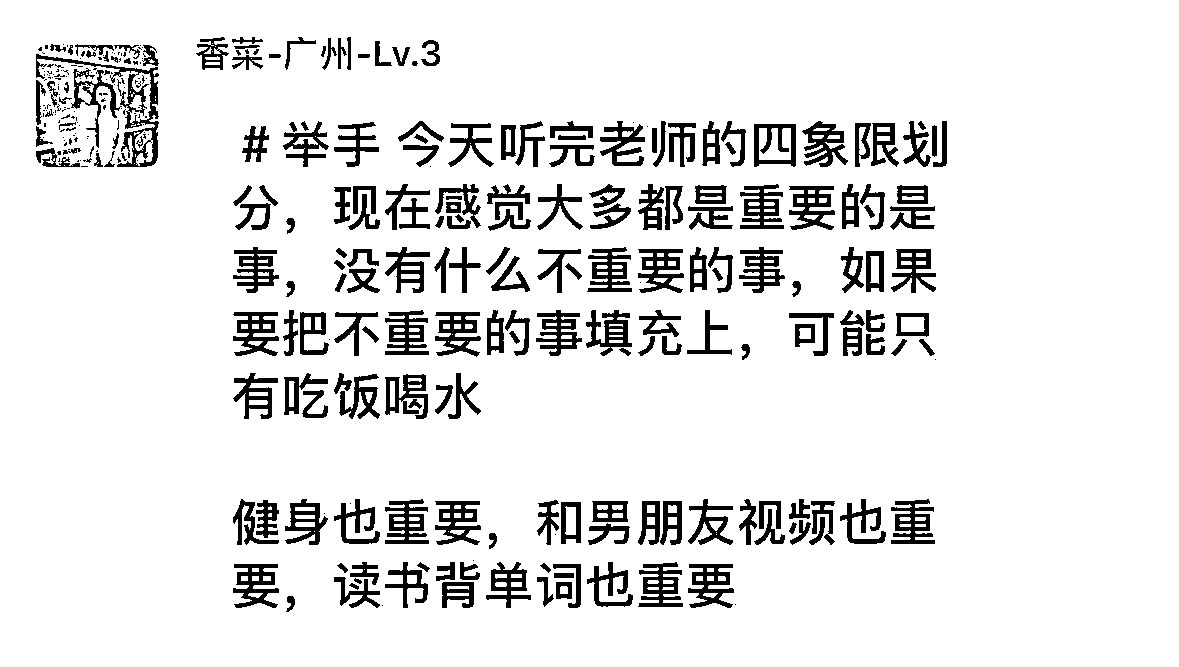 香菜-广州-Lv.3
#举手 今天听完老师的四象限划
分，现在感觉大多都是重要的是
事，没有什么不重要的事，如果
要把不重要的事填充上，可能只
有吃饭喝水
健身也重要，和男朋友视频也重
要，读书背单词也重要